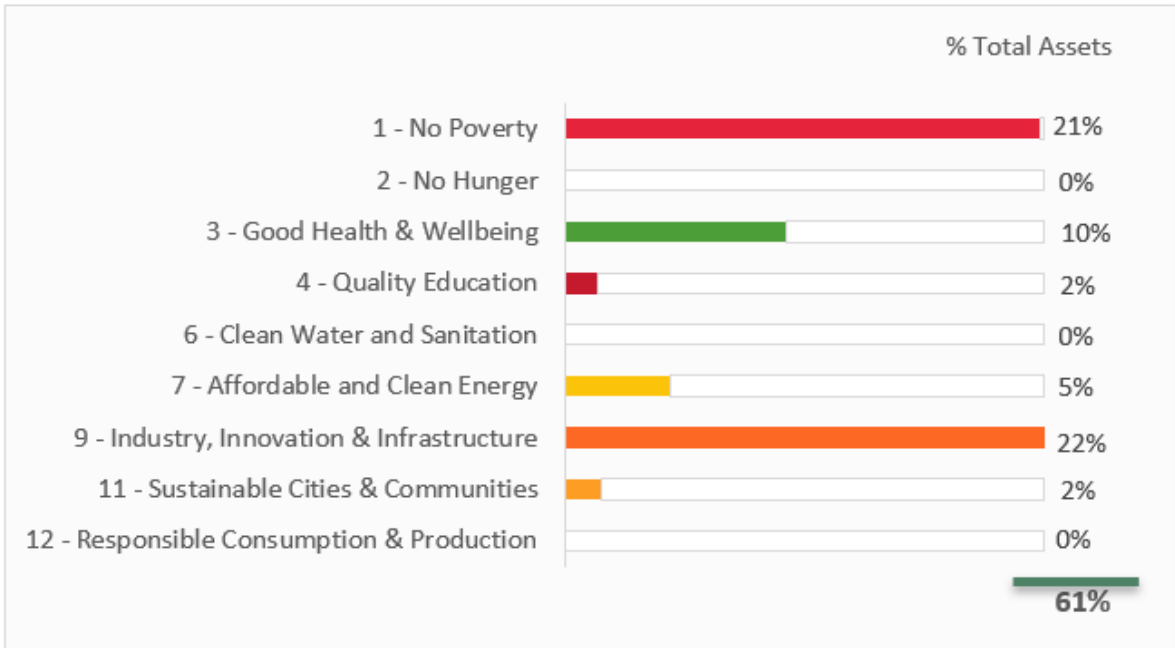 % Total Assets
1 - No Poverty 21%
2 - No Hunger 0%
3 - Good Health & Wellbeing 10%
4 - Quality Education 2%
6 - Clean Water and Sanitation 0%
7 - Affordable and Clean Energy 5%
9 - Industry, Innovation & Infrastructure 22%
11 - Sustainable Cities & Communities 2%
12 - Responsible Consumption & Production 0%
61%